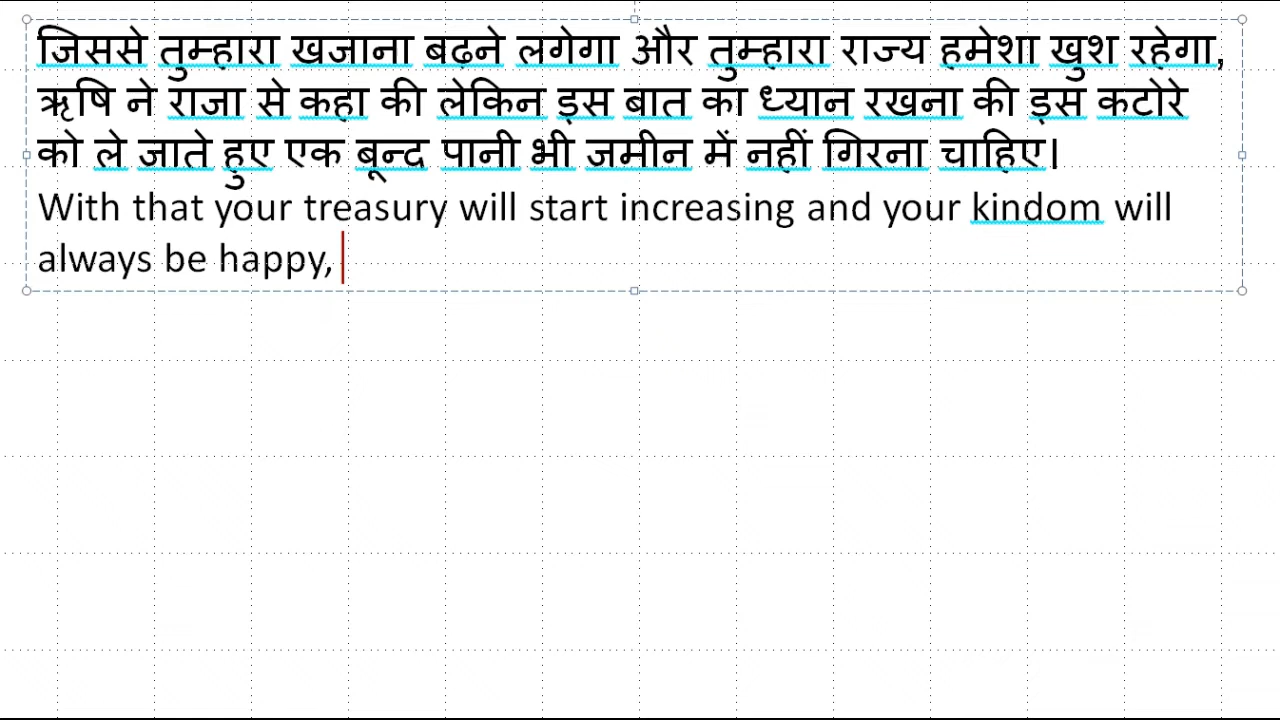 जिससे तुम्हारा खजाना बढ़ने लगेगा और तुम्हारा राज्य हमेशा खुश रहेगा,
ऋषि ने राजा से कहा की लेकिन इस बात का ध्यान रखना की इस कटोरे
को ले जाते हुए एक बून्द पानी भी जमीन में नहीं गिरना चाहिए।
With that your treasury will start increasing and your kindom will
always be happy,